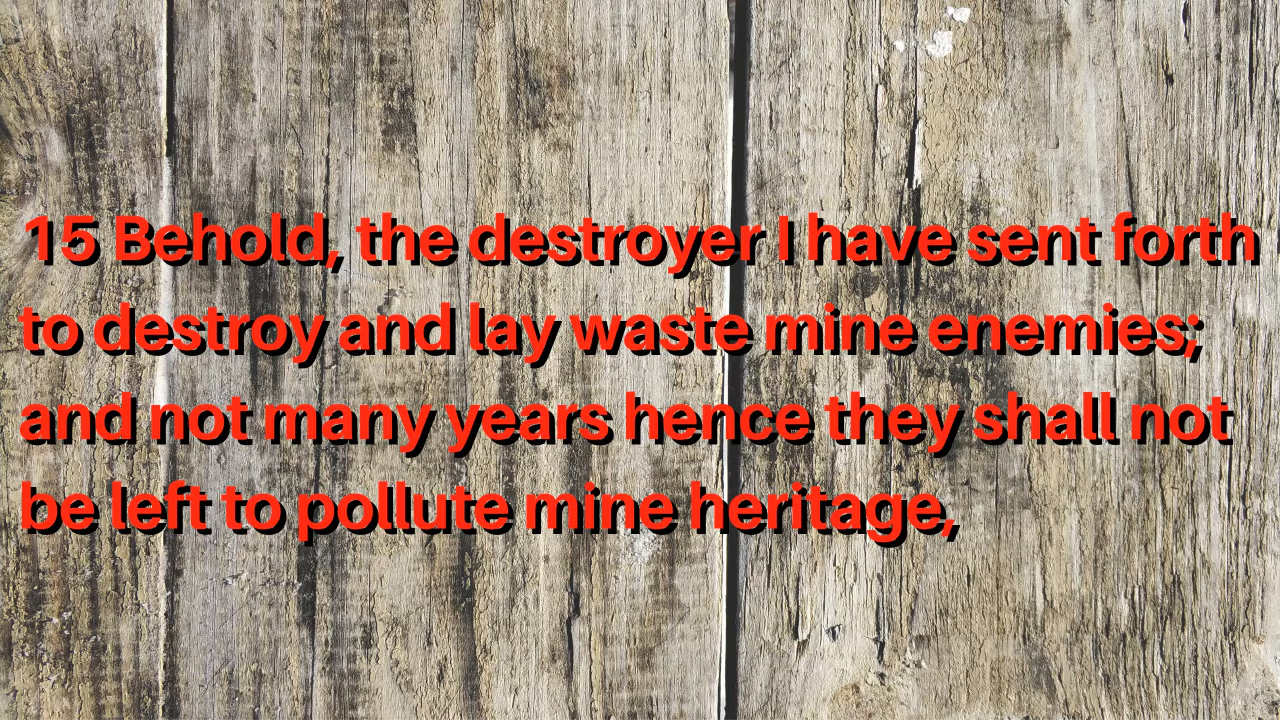 15 Behold, the destroyer I have sent forth
to destroy and lay waste mine enemies;
and not many years hence they shall not
be left to pollute mine heritage,